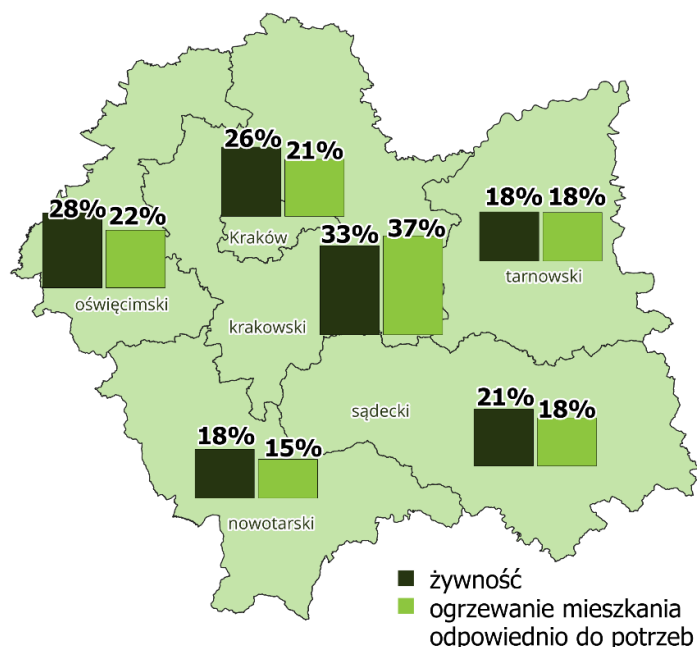 26%
21%
Kraków
28%
22%
oświęcimski
33%
37%
krakowski
18%
18%
tarnowski
21%
18%
sądecki
18%
15%
nowotarski
żywność
ogrzewanie mieszkania
odpowiednio do potrzeb